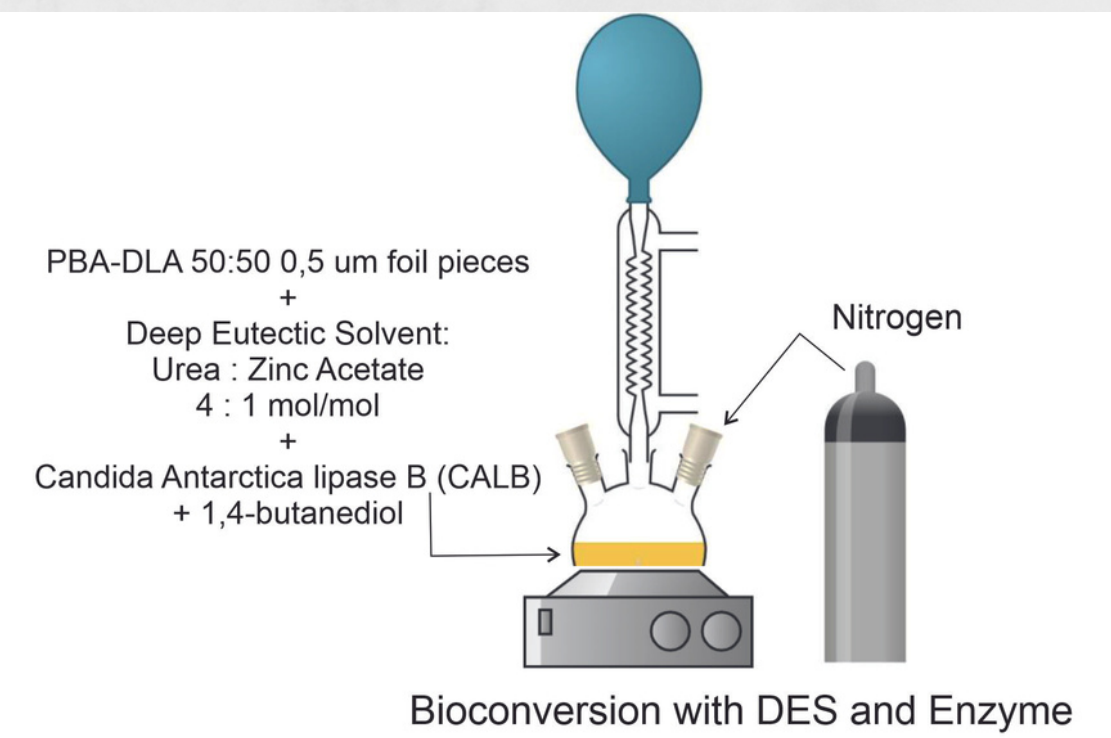 PBA-DLA 50:50 0,5 um foil pieces
+
Deep Eutectic Solvent:
Urea : Zinc Acetate
4 : 1 mol/mol
+
Candida Antarctica lipase B (CALB)
+ 1,4-butanediol
Nitrogen
Bioconversion with DES and Enzyme